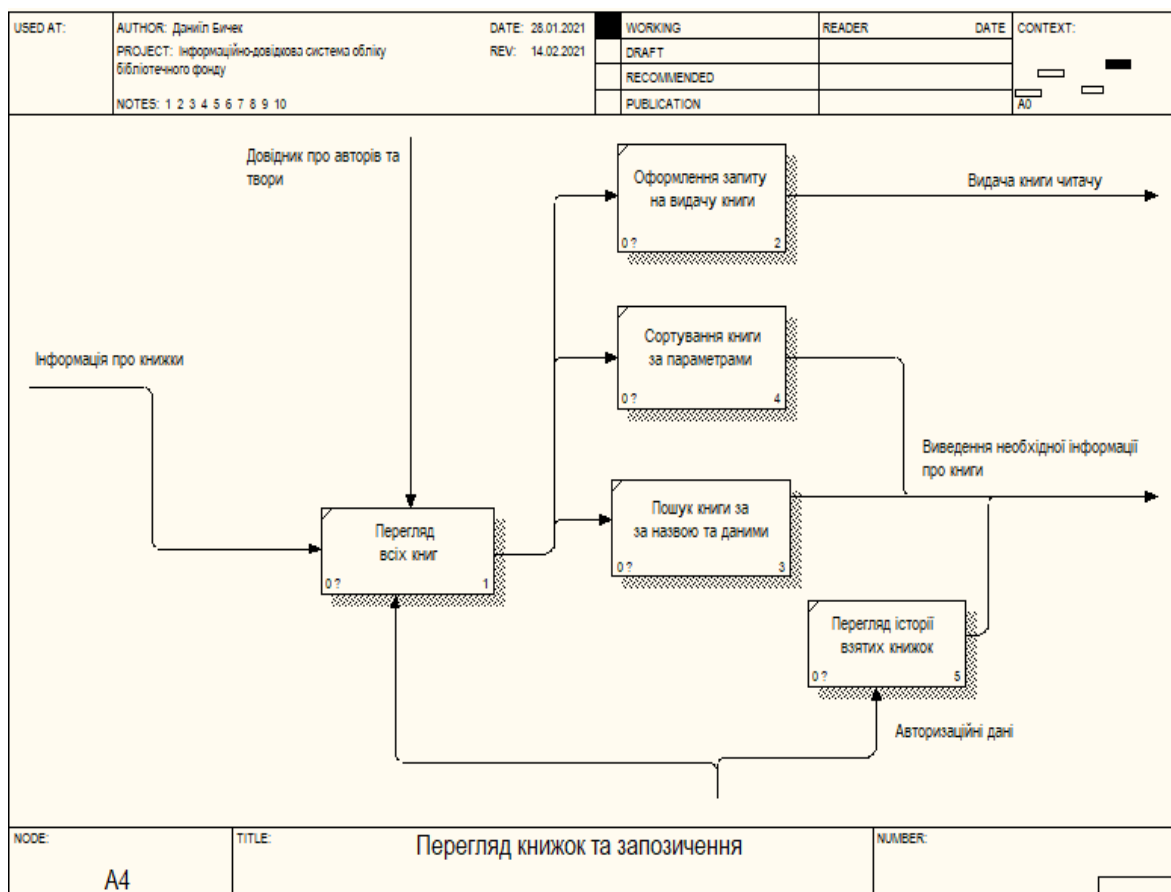 USED AT:
AUTHOR: Даниїл Бичек
DATE: 28.01.2021
PROJECT: Інформаційно-довідкова система обліку
бібліотечного фонду
REV: 14.02.2021
NOTES: 1 2 3 4 5 6 7 8 9 10
WORKING
DRAFT
RECOMMENDED
PUBLICATION
READER
DATE
CONTEXT:
A0
Довідник про авторів та
твори
Оформлення запиту
на видачу книги
0 ?
2
Видача книги читачу
Інформація про книжки
Сортування книги
за параметрами
0 ?
4
Виведення необхідної інформації
про книги
Перегляд
всіх книг
0 ?
1
Пошук книги за
за назвою та даними
0 ?
3
Перегляд історії
взятих книжок
0 ?
5
Авторизаційні дані
NODE:
A4
TITLE:
Перегляд книжок та запозичення
NUMBER: